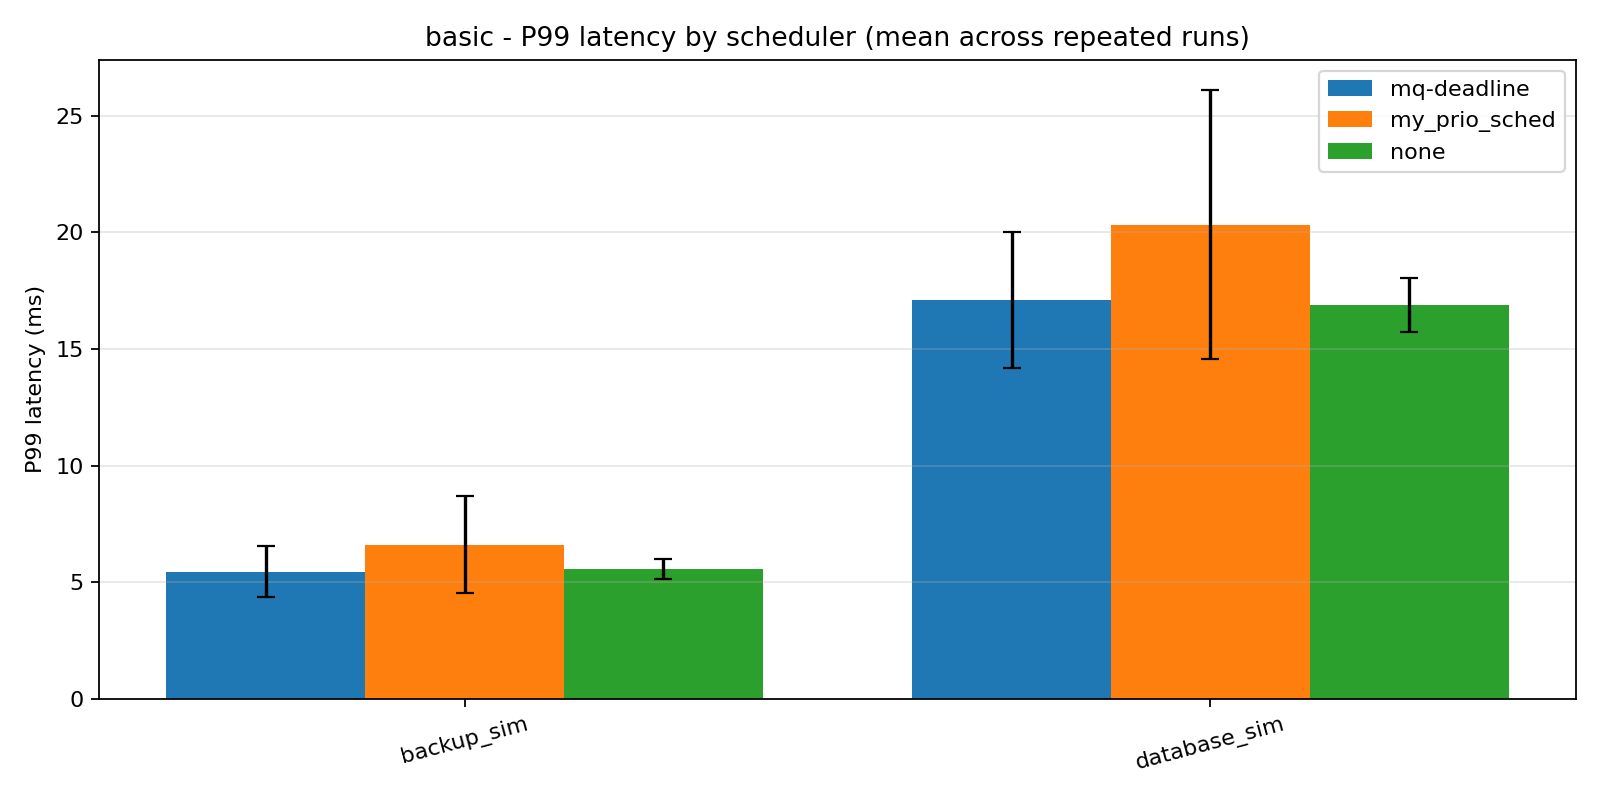 basic - P99 latency by scheduler (mean across repeated runs)
mq-deadline
my_prio_sched
none
P99 latency (ms)
25
20
15
10
5
0
backup_sim
database_sim